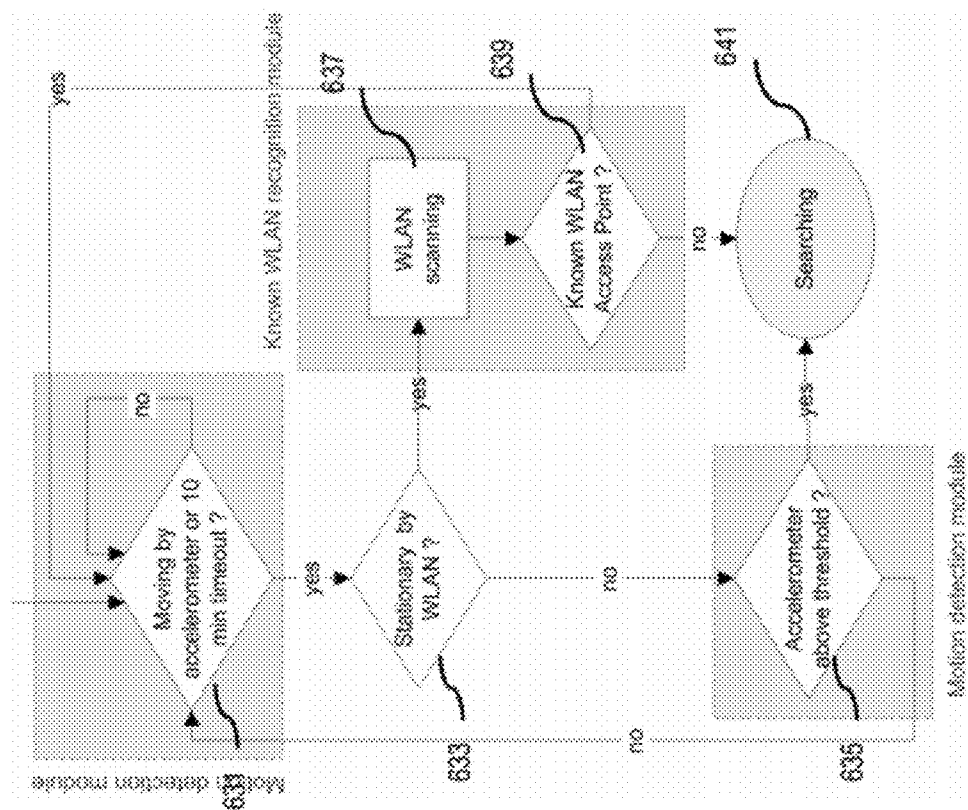 Motion detection module
631
Moving by
accelerometer or 10
min timeout ?
no
yes
yes
Stationary by
WLAN ?
633
yes
no
Known WLAN recognition module
WLAN
scanning
637
Known WLAN
Access Point ?
639
no
Accelerometer
above threshold ?
635
yes
no
Motion detection module
Searching
641